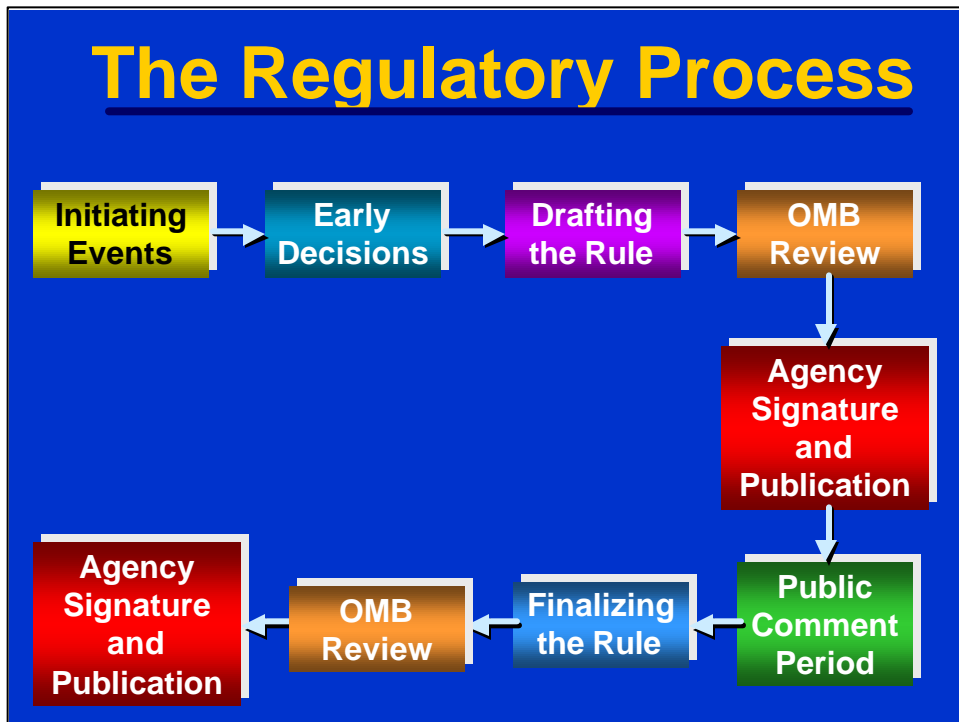 The Regulatory Process
Initiating
Events
Early
Decisions
Drafting
the Rule
OMB
Review
Agency
Signature
and
Publication
Public
Comment
Period
Finalizing
the Rule
OMB
Review
Agency
Signature
and
Publication